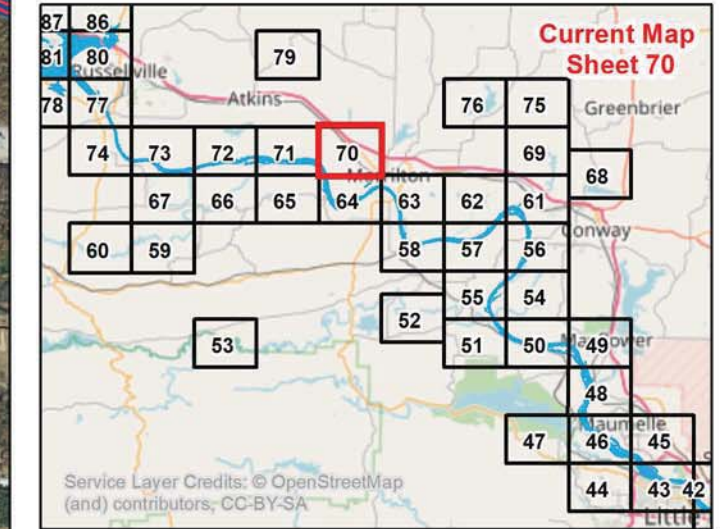 87 86
Current Map
Sheet 70
79
81 80
Russellville
78 77
Atkins
76 75
Greenbrier
74 73 72 71 70
69
68
Morrilton
67 66 65 64 63 62 61
Conway
60 59
58 57 56
55 54
52
53
51 50 49
48
Maumelle
47 46 45
44 43 42
Little
Service Layer Credits: © OpenStreetMap
(and) contributors, CC-BY-SA